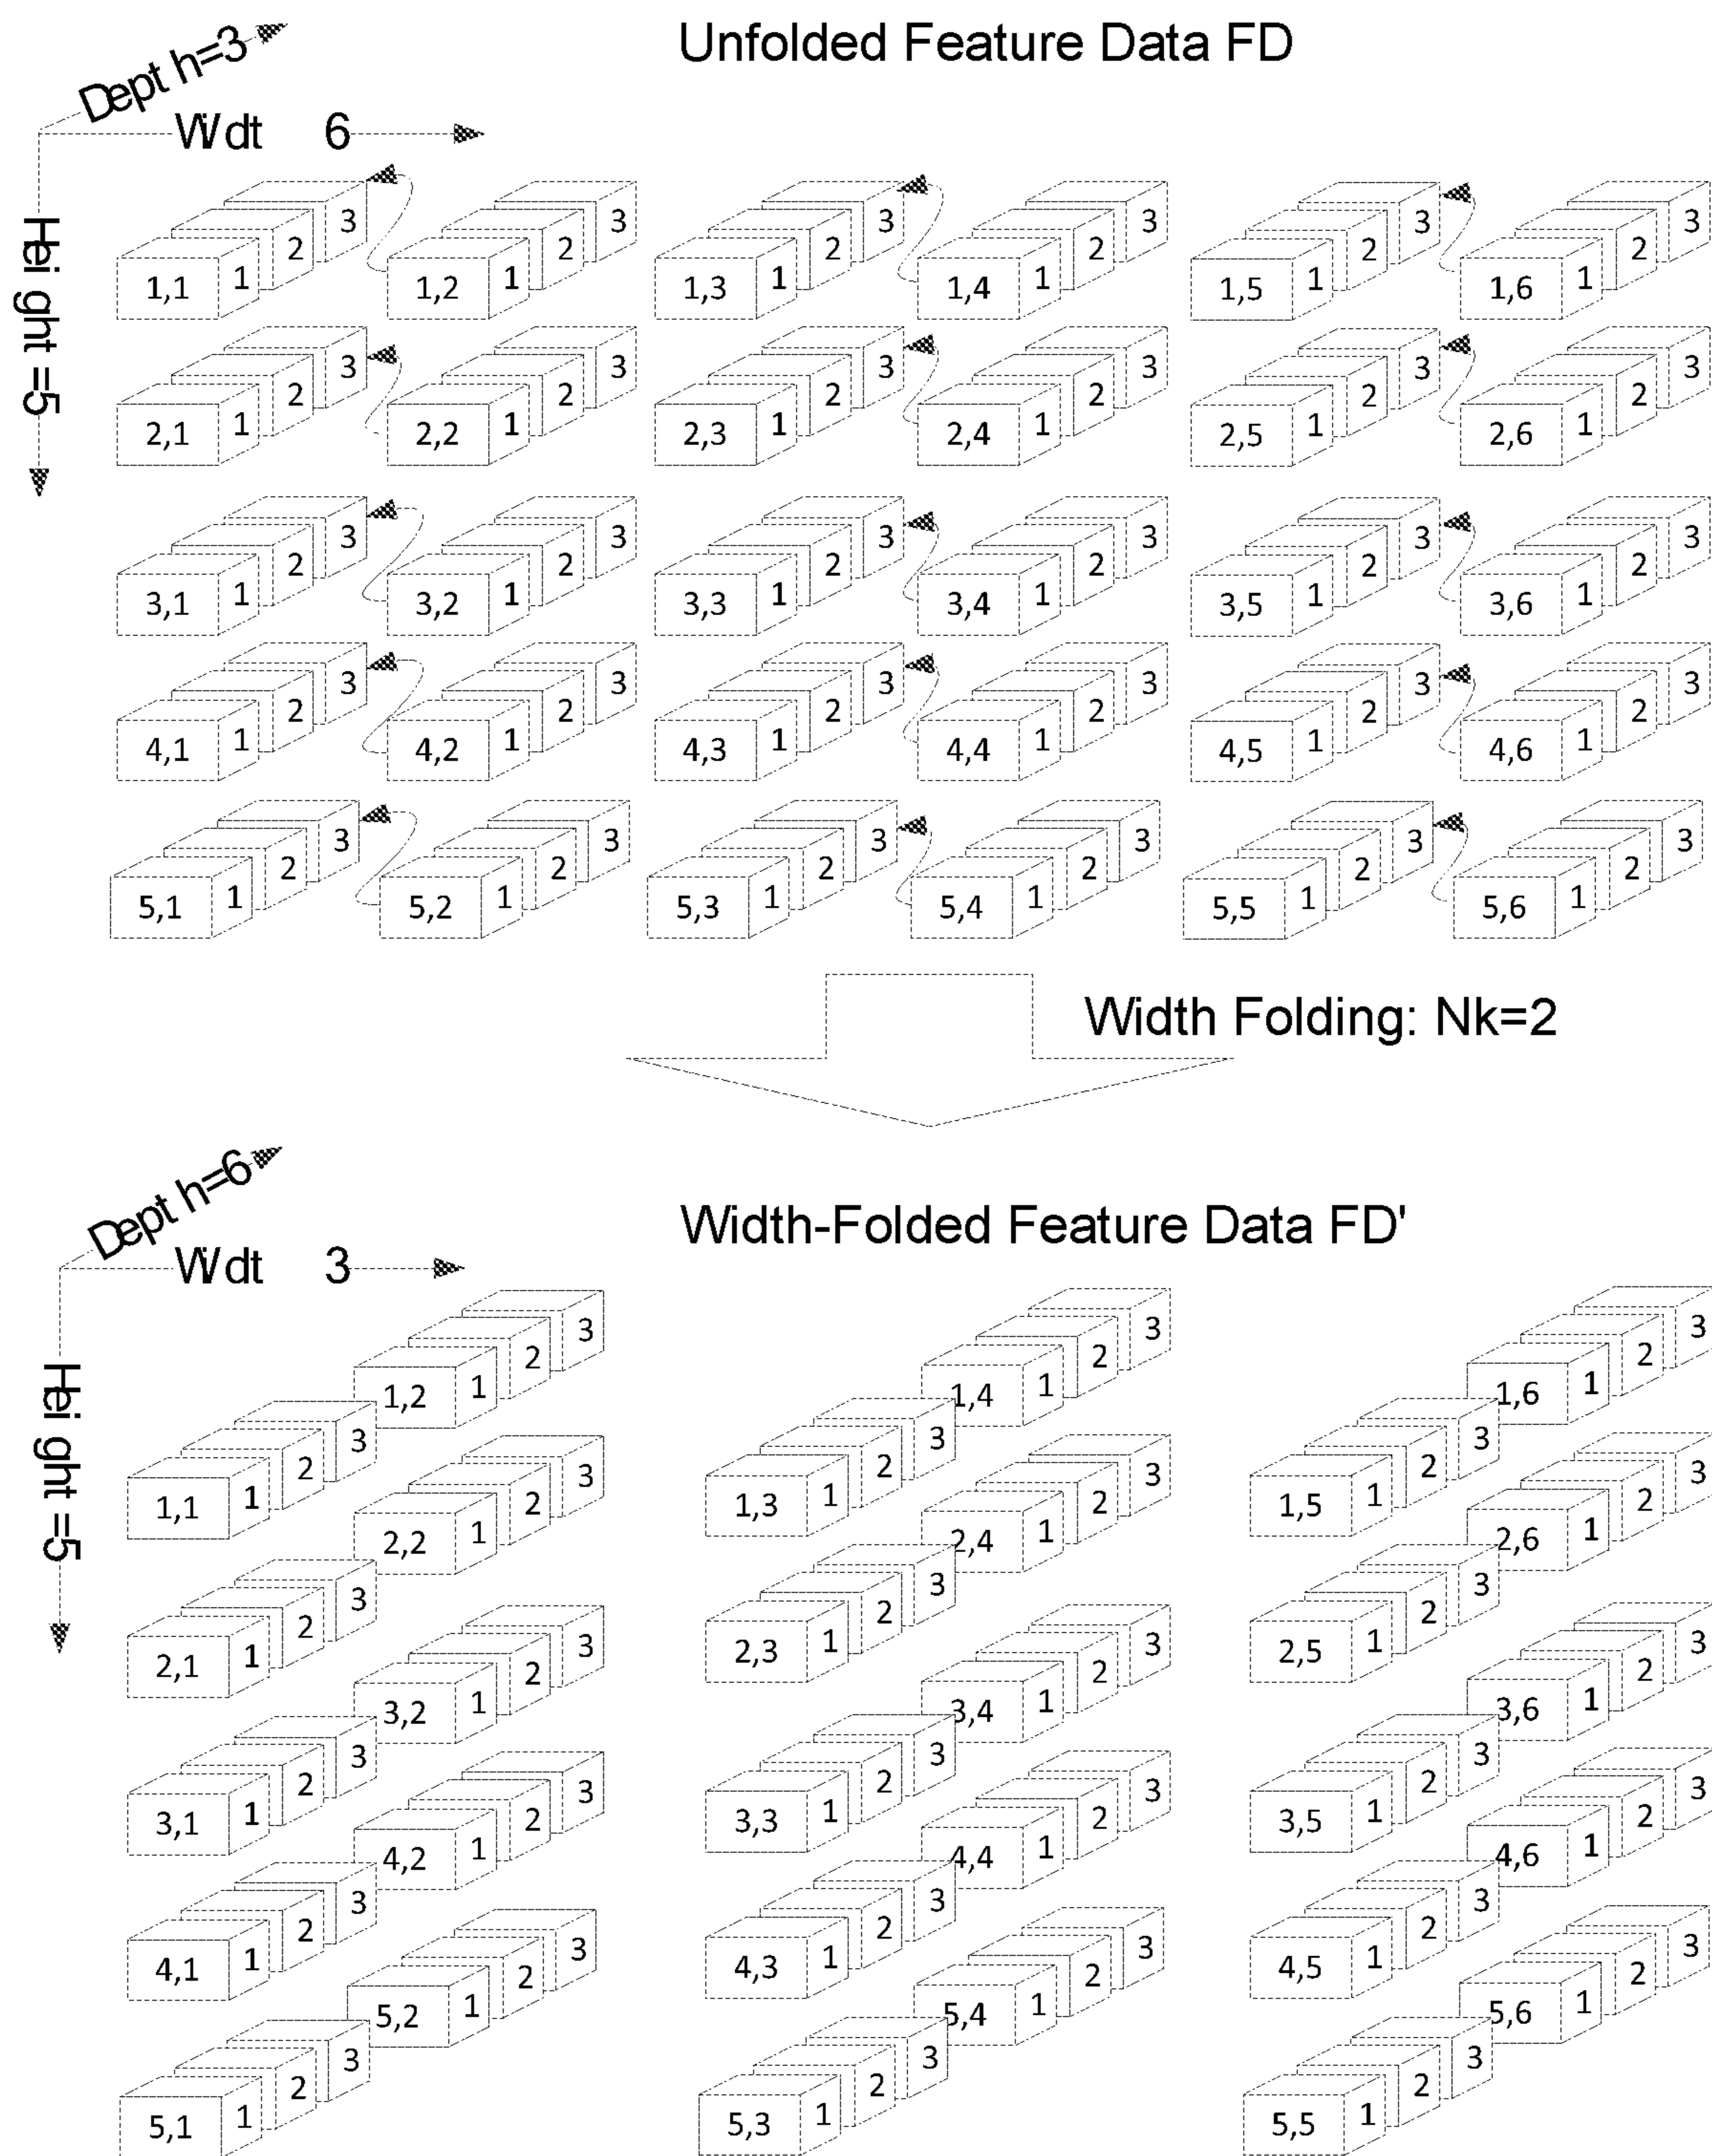 Unfolded Feature Data FD
Dept h=3
Wdt 6
Hei ght =5
1,1 1 2 3 1,2 1 2 3 1,3 1 2 3 1,4 1 2 3 1,5 1 2 3 1,6 1 2 3
2,1 1 2 3 2,2 1 2 3 2,3 1 2 3 2,4 1 2 3 2,5 1 2 3 2,6 1 2 3
3,1 1 2 3 3,2 1 2 3 3,3 1 2 3 3,4 1 2 3 3,5 1 2 3 3,6 1 2 3
4,1 1 2 3 4,2 1 2 3 4,3 1 2 3 4,4 1 2 3 4,5 1 2 3 4,6 1 2 3
5,1 1 2 3 5,2 1 2 3 5,3 1 2 3 5,4 1 2 3 5,5 1 2 3 5,6 1 2 3
Width Folding: Nk=2
Width-Folded Feature Data FD'
Dept h=6
Wdt 3
Hei ght =5
1,1 1 2 3 1,2 1 2 3 1,3 1 2 3 1,4 1 2 3 1,5 1 2 3 1,6 1 2 3
2,1 1 2 3 2,2 1 2 3 2,3 1 2 3 2,4 1 2 3 2,5 1 2 3 2,6 1 2 3
3,1 1 2 3 3,2 1 2 3 3,3 1 2 3 3,4 1 2 3 3,5 1 2 3 3,6 1 2 3
4,1 1 2 3 4,2 1 2 3 4,3 1 2 3 4,4 1 2 3 4,5 1 2 3 4,6 1 2 3
5,1 1 2 3 5,2 1 2 3 5,3 1 2 3 5,4 1 2 3 5,5 1 2 3 5,6 1 2 3